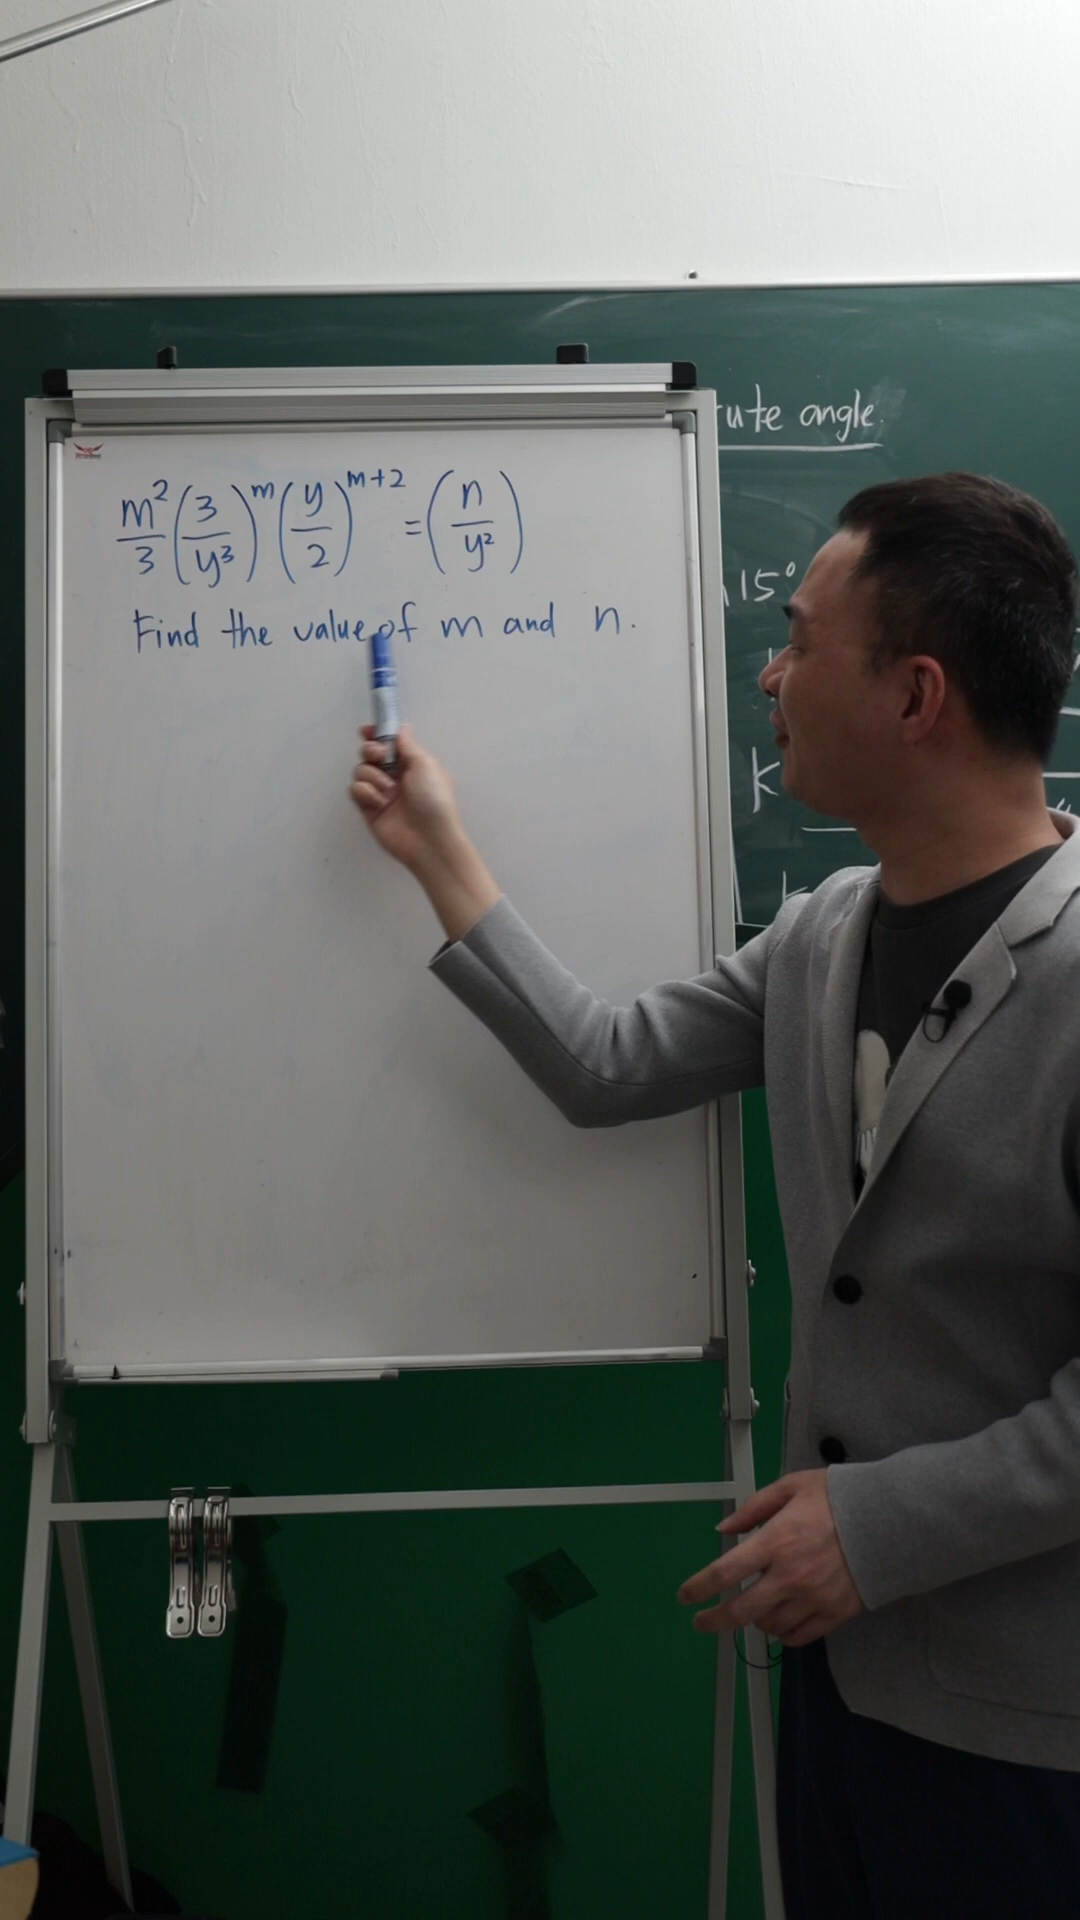 m²/3 (3/y³)^m (y/2)^(m+2) = (n/y²)
Find the value of m and n.
ute angle.
15°
K